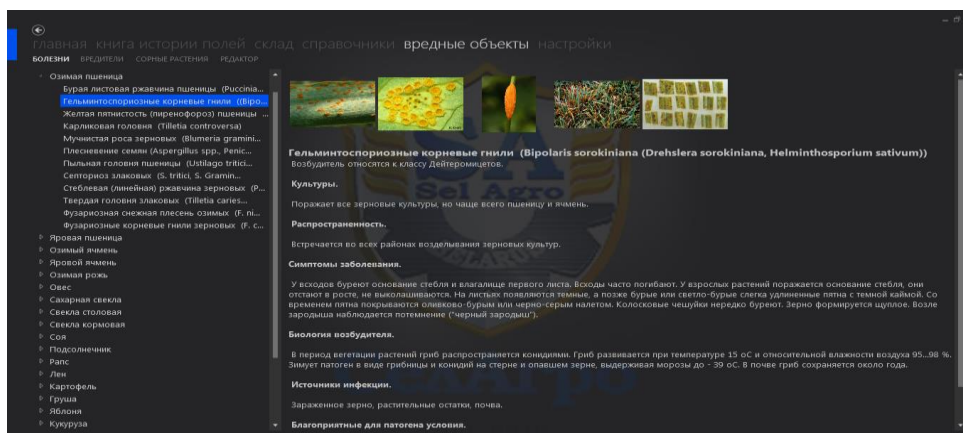 главная книга истории полей склад справочники вредные объекты настройки
БОЛЕЗНИ ВРЕДИТЕЛИ СОРНЫЕ РАСТЕНИЯ РЕДАКТОР
Озимая пшеница
Бурая листовая ржавчина пшеницы (Puccinia...
Гельминтоспориозные корневые гнили ((Bipo...
Желтая пятнистость (пиренофороз) пшеницы ...
Карликовая головня (Tilletia controversa)
Мучнистая роса зерновых (Blumeria gramini...
Плесневение семян (Aspergillus spp., Penic...
Пыльная головня пшеницы (Ustilago tritici...
Септориоз злаковых (S. tritici, S. Gramin...
Стеблевая (линейная) ржавчина зерновых (P...
Твердая головня злаковых (Tilletia caries...
Фузариозная снежная плесень озимых (F. ni...
Фузариозные корневые гнили зерновых (F. c...
Яровая пшеница
Озимый ячмень
Яровой ячмень
Озимая рожь
Овес
Сахарная свекла
Свекла столовая
Свекла кормовая
Соя
Подсолнечник
Рапс
Лен
Картофель
Груша
Яблоня
Кукуруза
Гельминтоспориозные корневые гнили (Bipolaris sorokiniana (Drehslera sorokiniana, Helminthosporium sativum))
Возбудитель относятся к классу Дейтеромицетов.
Культуры.
Поражает все зерновые культуры, но чаще всего пшеницу и ячмень.
Sel Agro
Распространенность.
Встречается во всех районах возделывания зерновых культур.
Симптомы заболевания.
У всходов буреют основание стебля и влагалище первого листа. Всходы часто погибают. У взрослых растений поражается основание стебля, они
отстают в росте, не выколашиваются. На листьях появляются темные, а позже бурые или светло-бурые слегка удлиненные пятна с темной каймой. Со
временем пятна покрываются оливково-бурым или черно-серым налетом. Колосковые чешуйки нередко буреют. Зерно формируется щуплое. Возле
зародыша наблюдается потемнение ("черный зародыш").
Биология возбудителя.
В период вегетации растений гриб распространяется конидиями. Гриб развивается при температуре 15 оС и относительной влажности воздуха 95...98 %.
Зимует патоген в виде грибницы и конидий на стерне и опавшем зерне, выдерживая морозы до - 39 оС. В почве гриб сохраняется около года.
Источники инфекции.
Зараженное зерно, растительные остатки, почва.
Благоприятные для патогена условия.